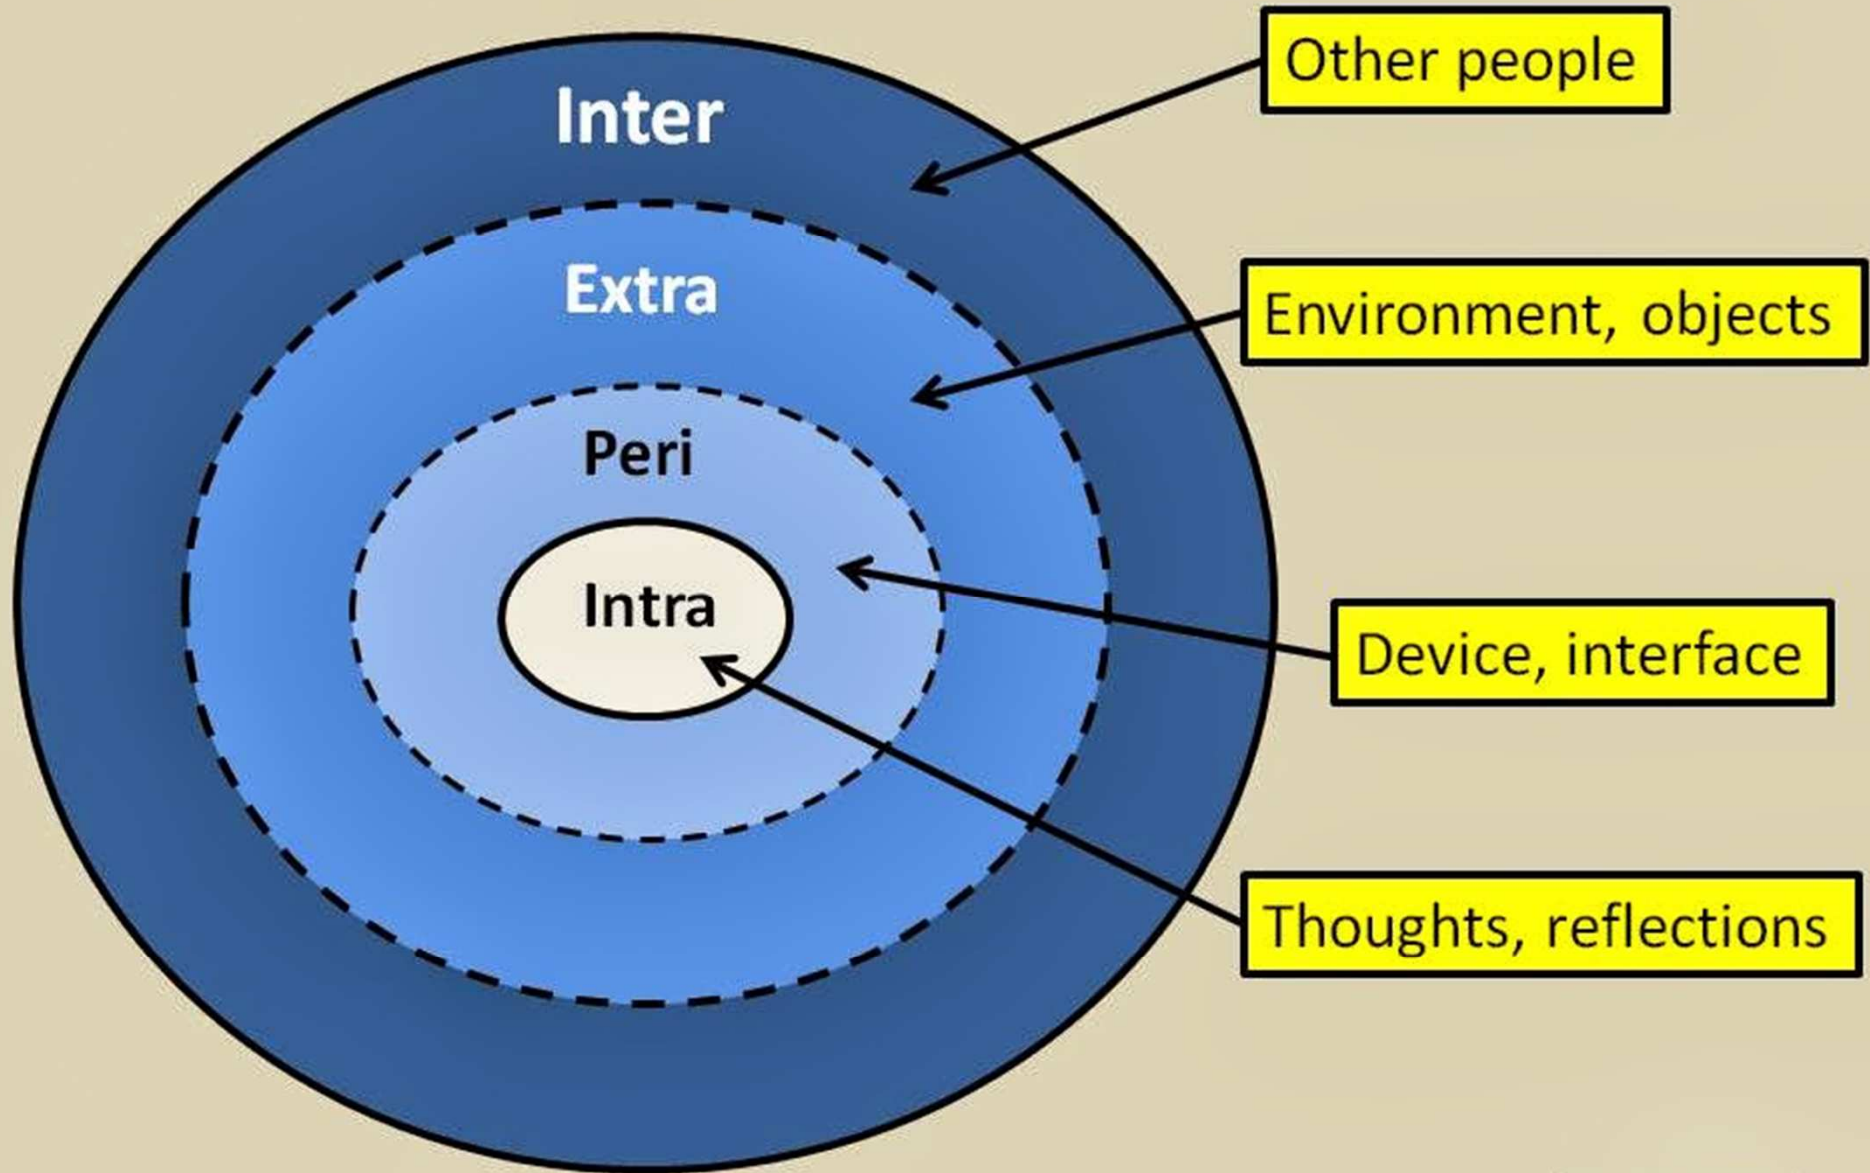 Other people
Inter
Extra
Environment, objects
Peri
Intra
Device, interface
Thoughts, reflections